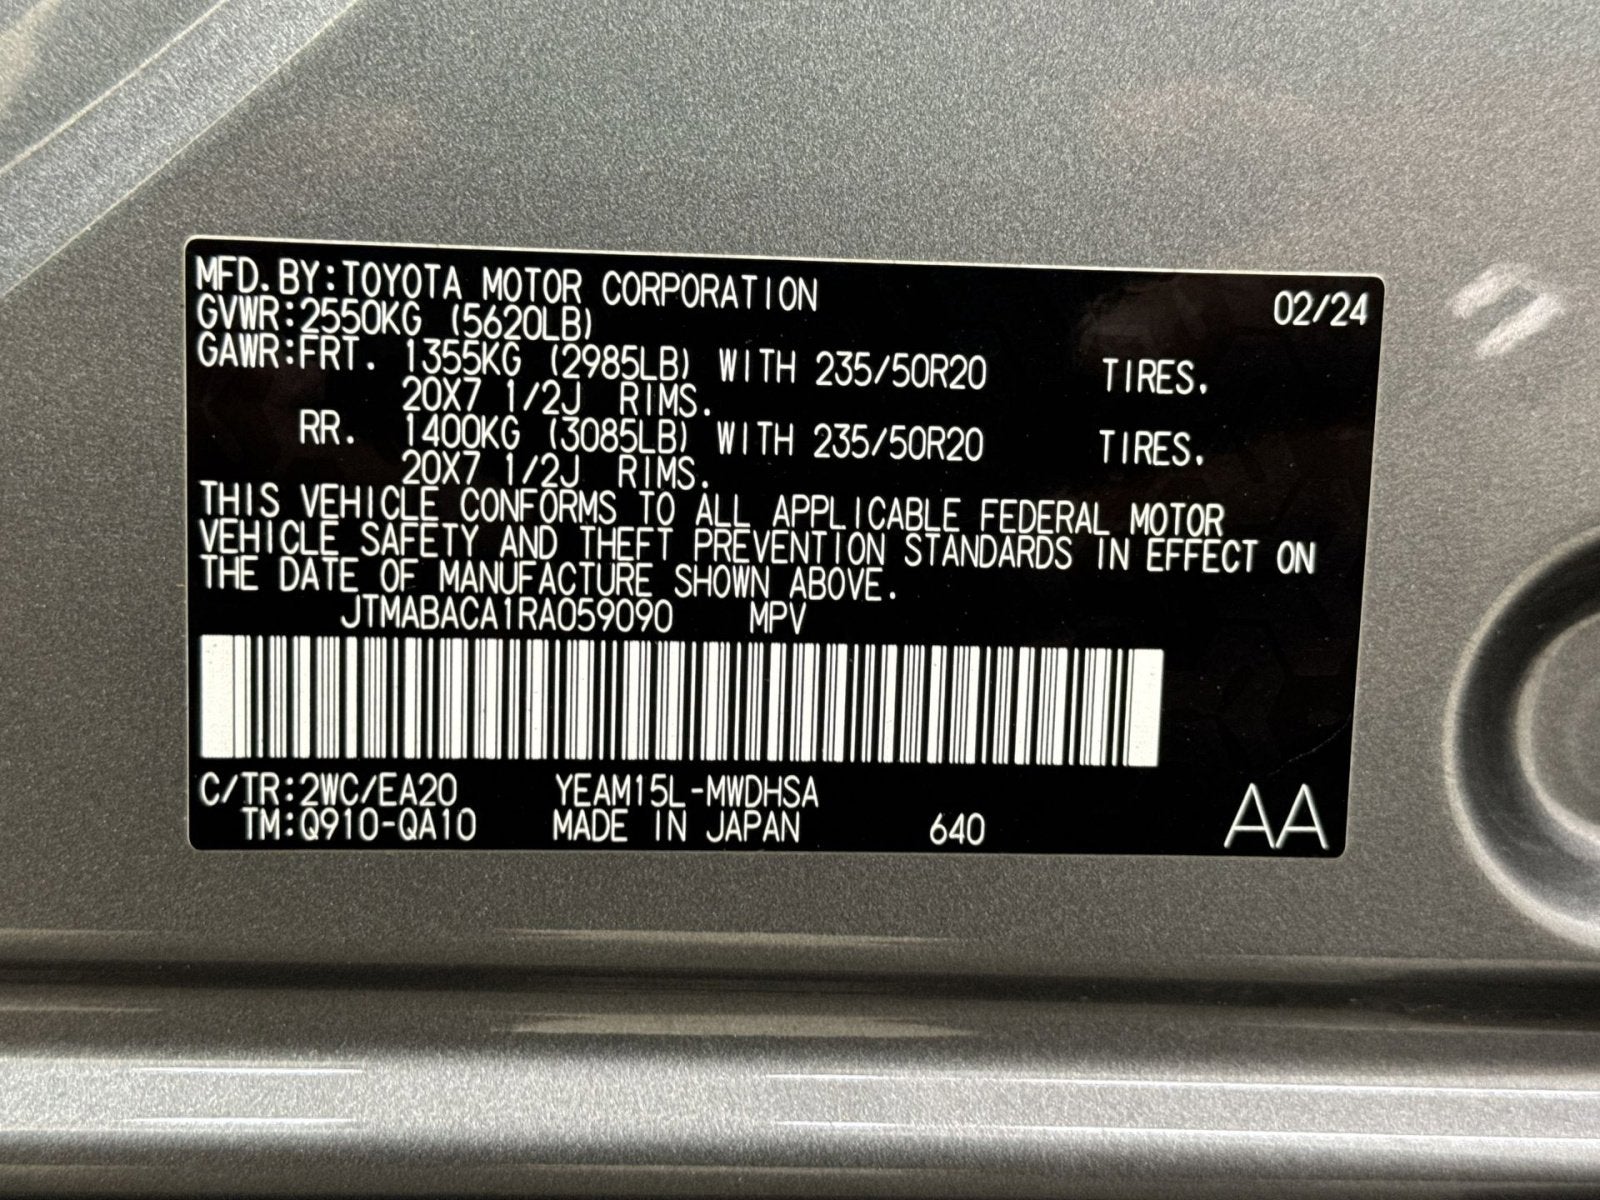 MFD.BY:TOYOTA MOTOR CORPORATION 02/24
GVWR:2550KG (5620LB)
GAWR:FRT. 1355KG (2985LB) WITH 235/50R20 TIRES.
20X7 1/2J RIMS.
RR. 1400KG (3085LB) WITH 235/50R20 TIRES.
20X7 1/2J RIMS.
THIS VEHICLE CONFORMS TO ALL APPLICABLE FEDERAL MOTOR
VEHICLE SAFETY AND THEFT PREVENTION STANDARDS IN EFFECT ON
THE DATE OF MANUFACTURE SHOWN ABOVE.
JTMABACA1RA059090 MPV
C/TR:2WC/EA20 YEAM15L-MWDHSA
TM:Q910-QA10 MADE IN JAPAN 640 AA